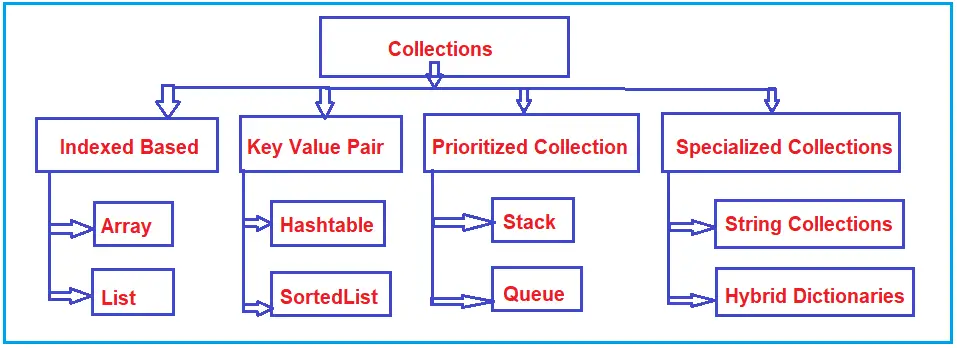 Collections
Indexed Based
Key Value Pair
Prioritized Collection
Specialized Collections
Array
Hashtable
Stack
String Collections
List
SortedList
Queue
Hybrid Dictionaries